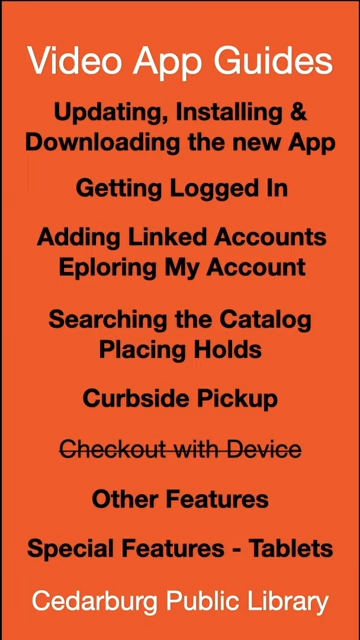 Video App Guides
Updating, Installing &
Downloading the new App
Getting Logged In
Adding Linked Accounts
Eploring My Account
Searching the Catalog
Placing Holds
Curbside Pickup
Checkout with Device
Other Features
Special Features - Tablets
Cedarburg Public Library